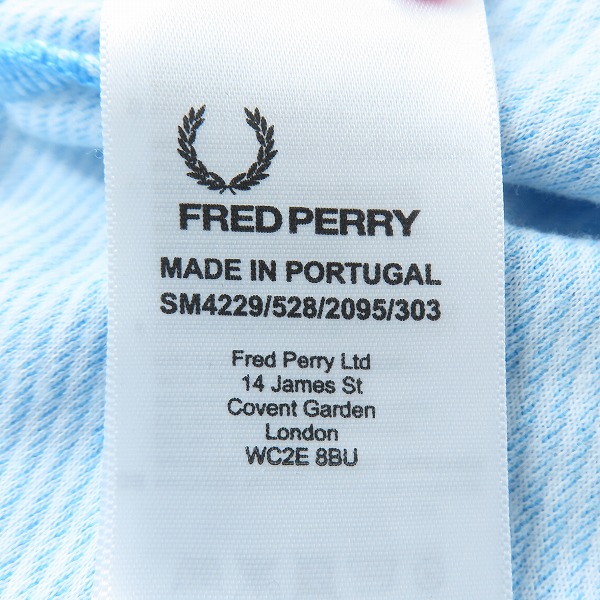 FRED PERRY
MADE IN PORTUGAL
SM4229/528/2095/303
Fred Perry Ltd
14 James St
Covent Garden
London
WC2E 8BU